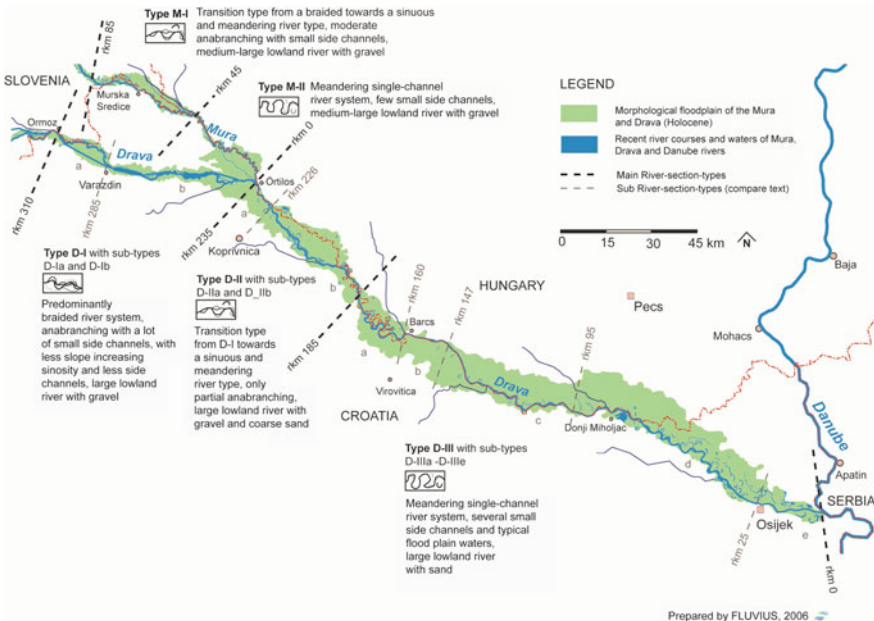 Type M-I Transition type from a braided towards a sinuous
and meandering river type, moderate
anabranching with small side channels,
medium-large lowland river with gravel
rkm 85
SLOVENIA
Murska
Sredice
rkm 45
Type M-II Meandering single-channel
river system, few small side channels,
medium-large lowland river with gravel
Ormoz
Mura
rkm 0
Drava
a
Varazdin
b
Ortilos
rkm 310
rkm 285
rkm 235
a
rkm 226
Koprivnica
LEGEND
Morphological floodplain of the Mura
and Drava (Holocene)
Recent river courses and waters of Mura,
Drava and Danube rivers
Main River-section-types
Sub River-section-types (compare text)
0 15 30 45 km N
Type D-I with sub-types
D-Ia and D-Ib
Predominantly
braided river system,
anabranching with a lot
of small side channels, with
less slope increasing
sinosity and less side
channels, large lowland
river with gravel
Type D-II with sub-types
D-IIa and D_IIb
Transition type
from D-I towards
a sinuous and
meandering
river type, only
partial anabranching,
large lowland river with
gravel and coarse sand
b
rkm 185
rkm 160
HUNGARY
rkm 147
Barcs
a
b
Virovitica
CROATIA
Pecs
Baja
Mohacs
rkm 95
Drava
c
Donji Miholjac
Danube
d
Apatin
SERBIA
rkm 25
Osijek
e
rkm 0
Type D-III with sub-types
D-IIIa -D-IIIe
Meandering single-channel
river system, several small
side channels and typical
flood plain waters,
large lowland river
with sand
Prepared by FLUVIUS, 2006